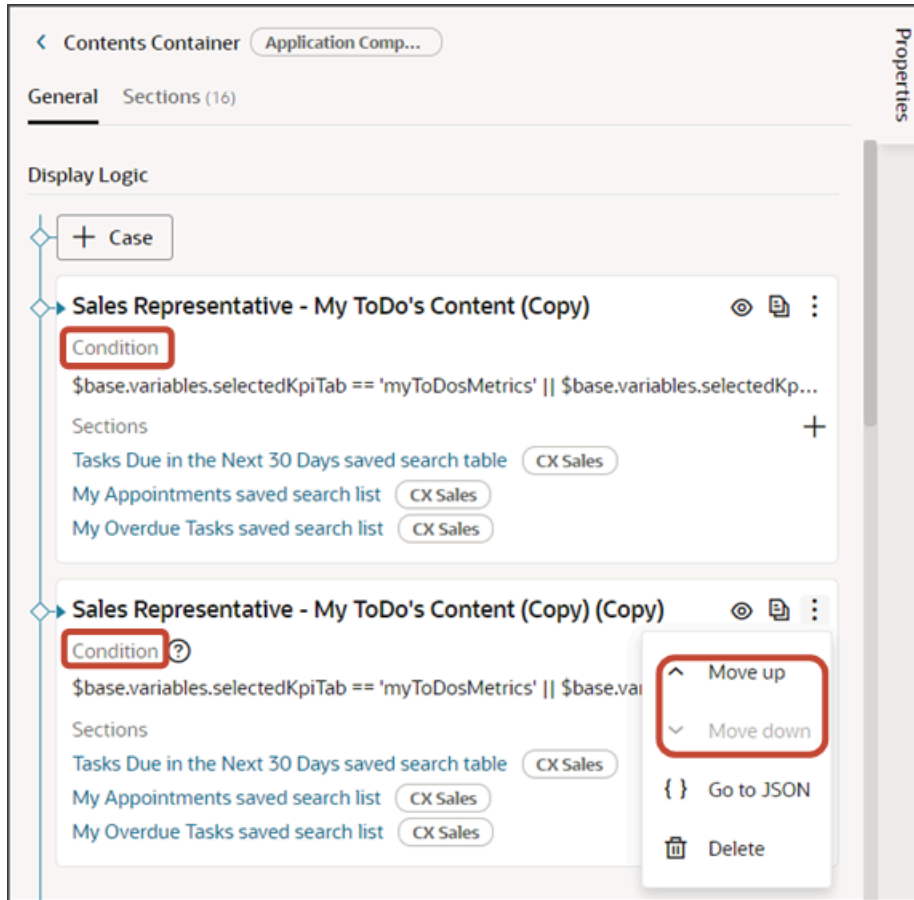 Contents Container Application Comp...
Properties
General Sections (16)
Display Logic
+ Case
Sales Representative - My ToDo's Content (Copy)
Condition
$base.variables.selectedKpiTab == 'myToDosMetrics' || $base.variables.selectedKp...
Sections
Tasks Due in the Next 30 Days saved search table CX Sales
My Appointments saved search list CX Sales
My Overdue Tasks saved search list CX Sales
Sales Representative - My ToDo's Content (Copy) (Copy)
Condition ?
$base.variables.selectedKpiTab == 'myToDosMetrics' || $base.va
Sections
Tasks Due in the Next 30 Days saved search table CX Sales
My Appointments saved search list CX Sales
My Overdue Tasks saved search list CX Sales
Move up
Move down
{ } Go to JSON
Delete